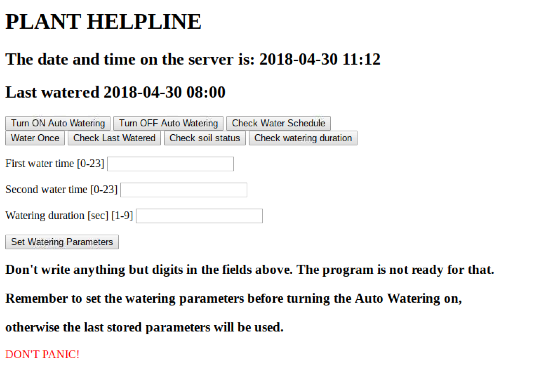 PLANT HELPLINE
The date and time on the server is: 2018-04-30 11:12
Last watered 2018-04-30 08:00
Turn ON Auto Watering Turn OFF Auto Watering Check Water Schedule
Water Once Check Last Watered Check soil status Check watering duration
First water time [0-23]
Second water time [0-23]
Watering duration [sec] [1-9]
Set Watering Parameters
Don't write anything but digits in the fields above. The program is not ready for that.
Remember to set the watering parameters before turning the Auto Watering on,
otherwise the last stored parameters will be used.
DON'T PANIC!